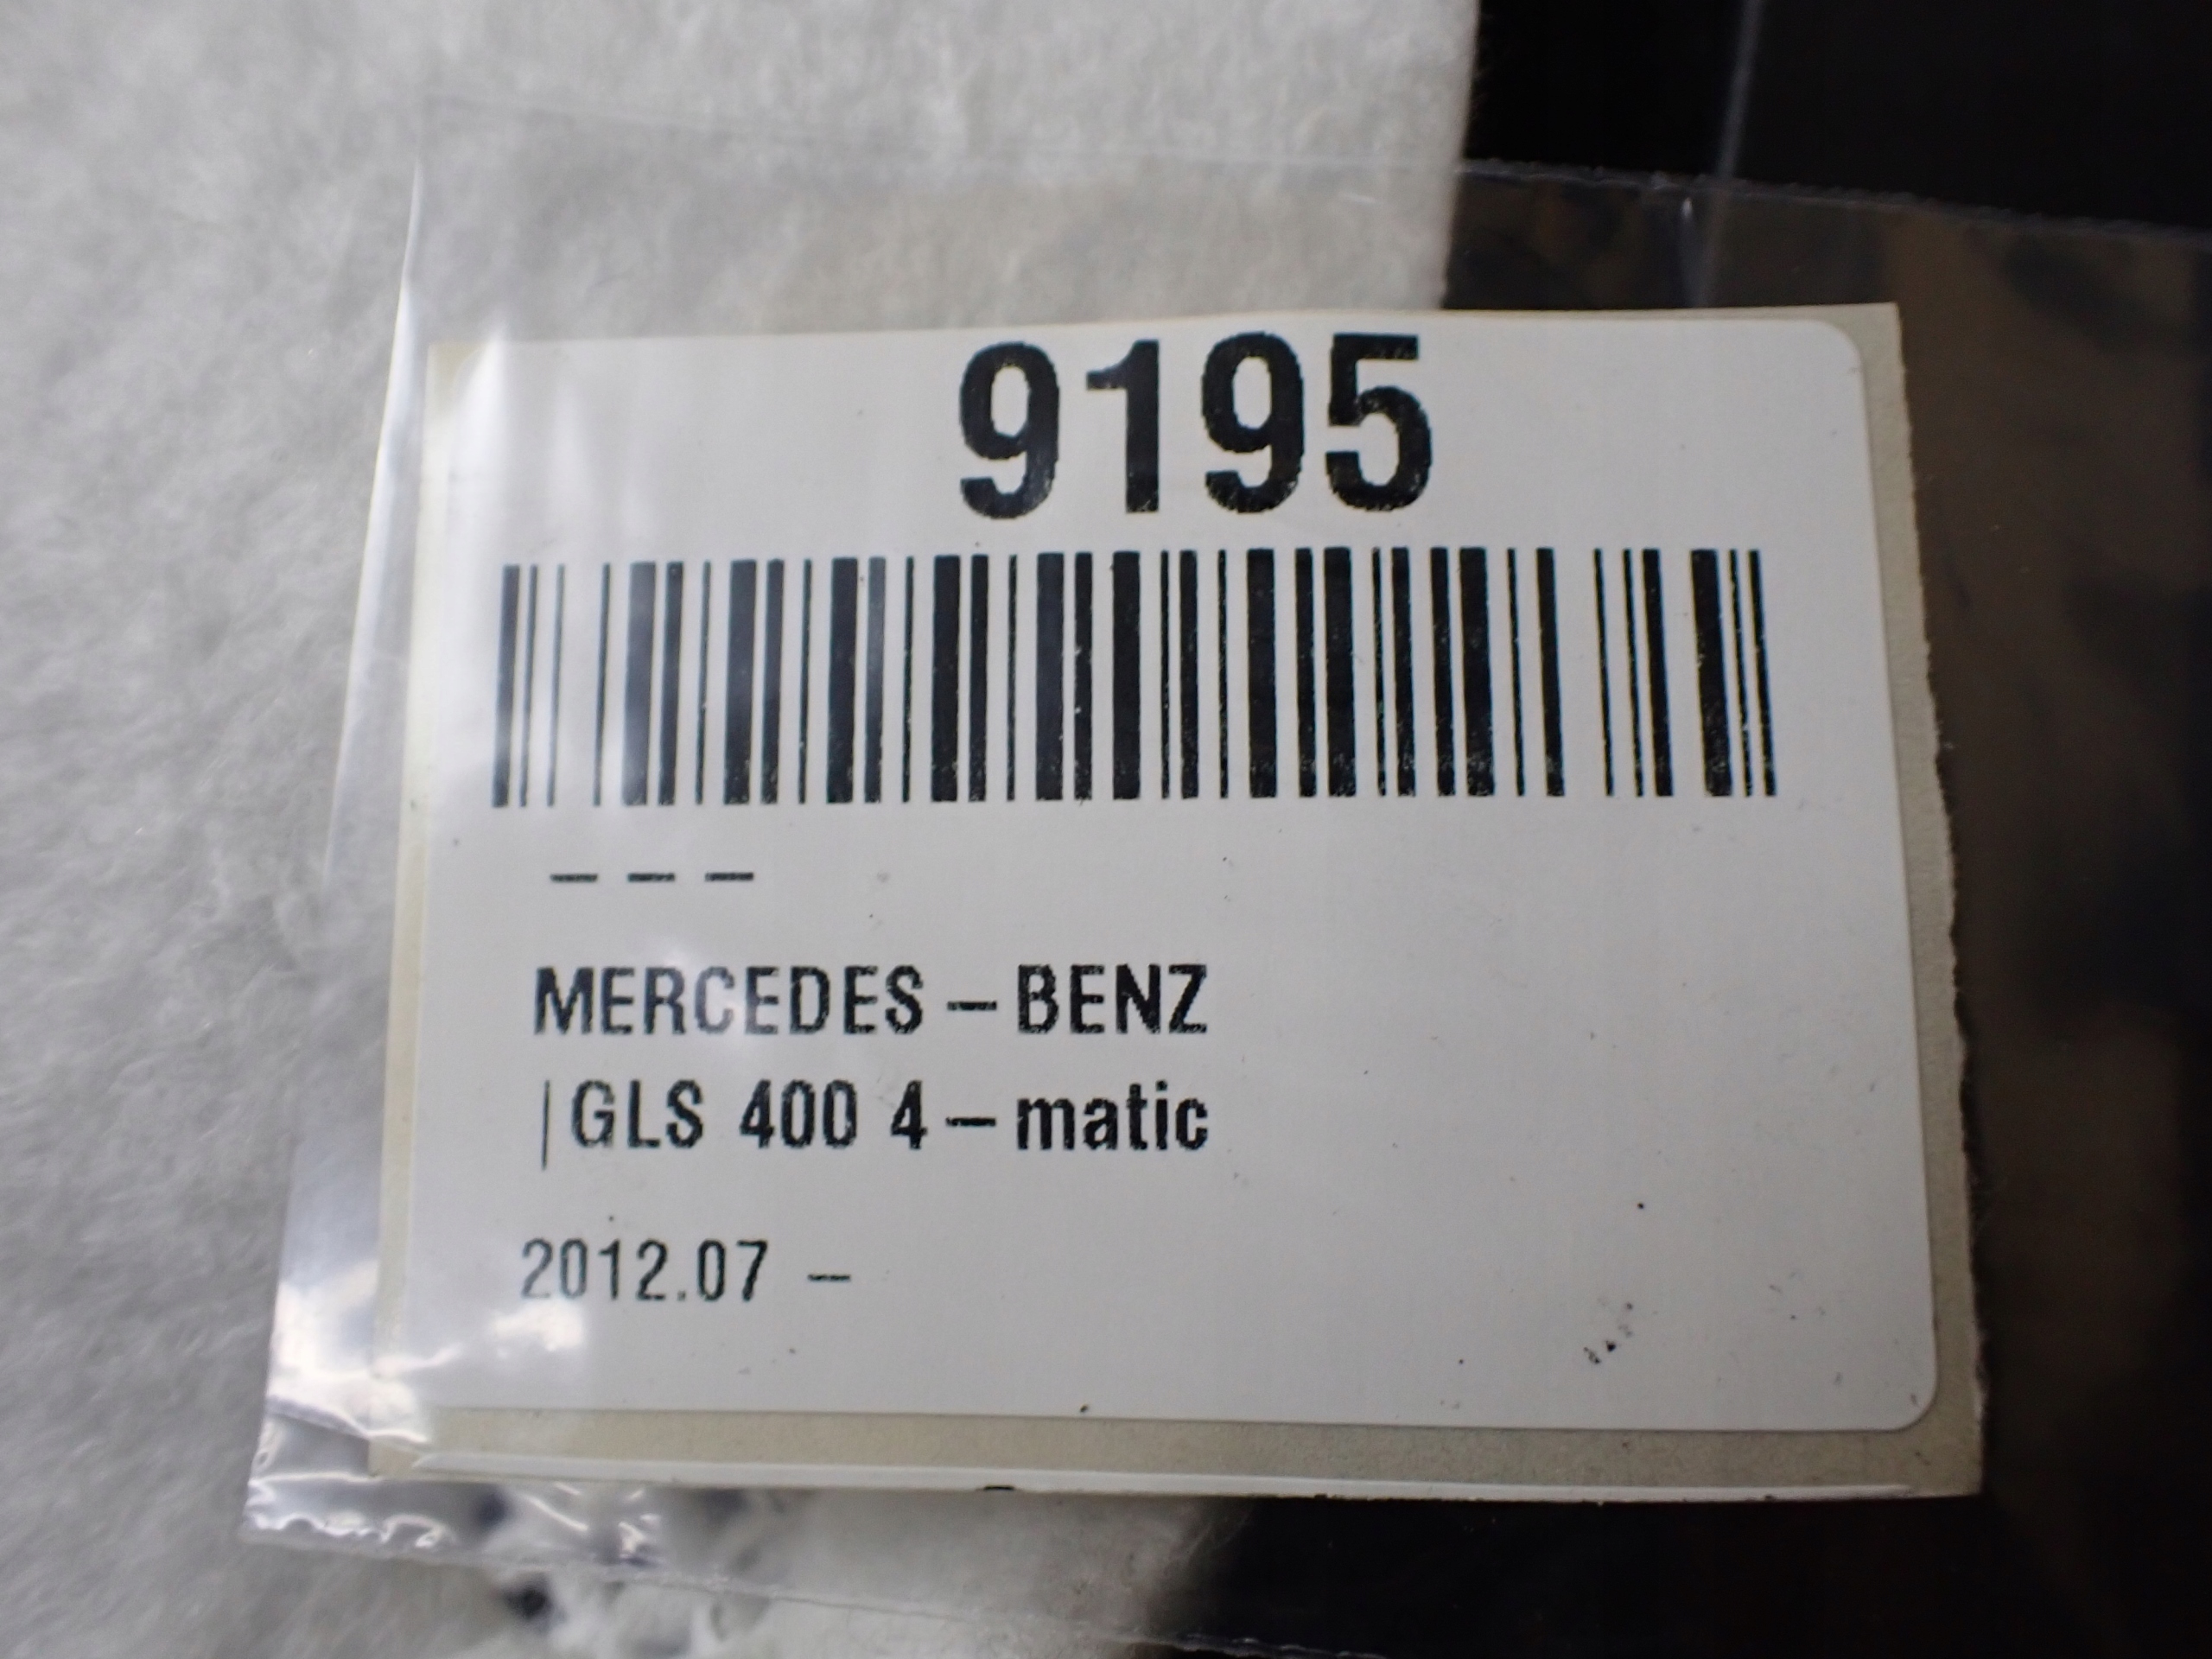 9195
– – –
MERCEDES – BENZ
|GLS 400 4 – matic
2012.07 –